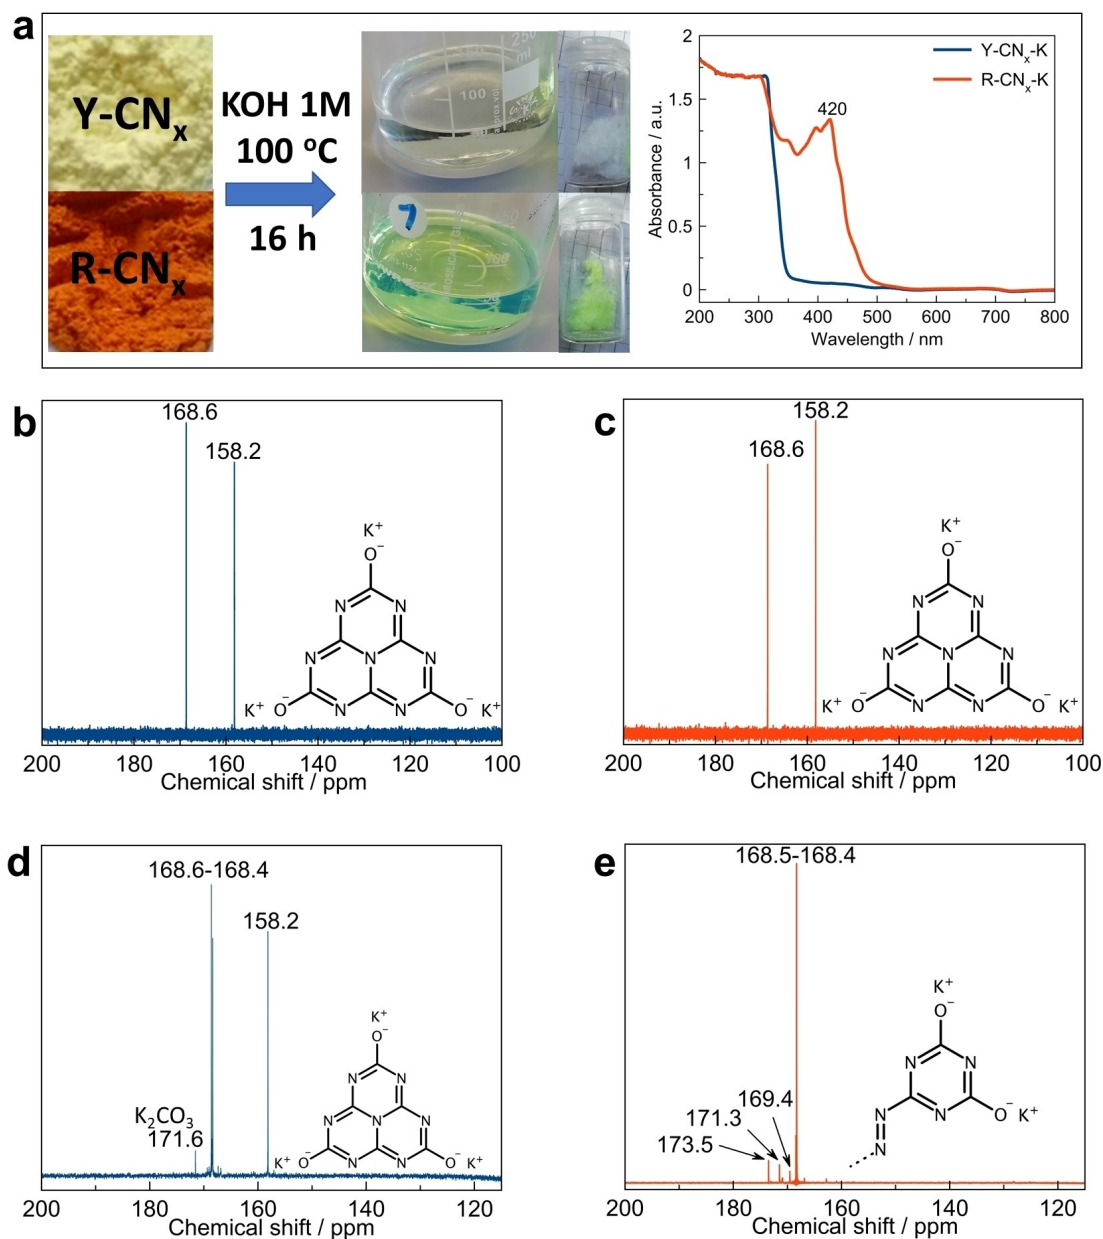 a
Y-CNx
R-CNx
KOH 1M
100 °C
16 h
250
ml
100
7
2
1.5
1
0.5
0
Absorbance / a.u.
420
Y-CNx-K
R-CNx-K
200 300 400 500 600 700 800
Wavelength / nm
b
168.6
158.2
K+
O−
N N
N N N
K+ O− N N O− K+
200 180 160 140 120 100
Chemical shift / ppm
c
158.2
168.6
K+
O−
N N
N N N
K+ O− N N O− K+
200 180 160 140 120 100
Chemical shift / ppm
d
168.6-168.4
158.2
K2CO3
171.6
K+
O−
N N
N N N
K+ O− N N O− K+
200 180 160 140 120
Chemical shift / ppm
e
168.5-168.4
169.4
171.3
173.5
K+
O−
N N
N N O− K+
N
200 180 160 140 120
Chemical shift / ppm